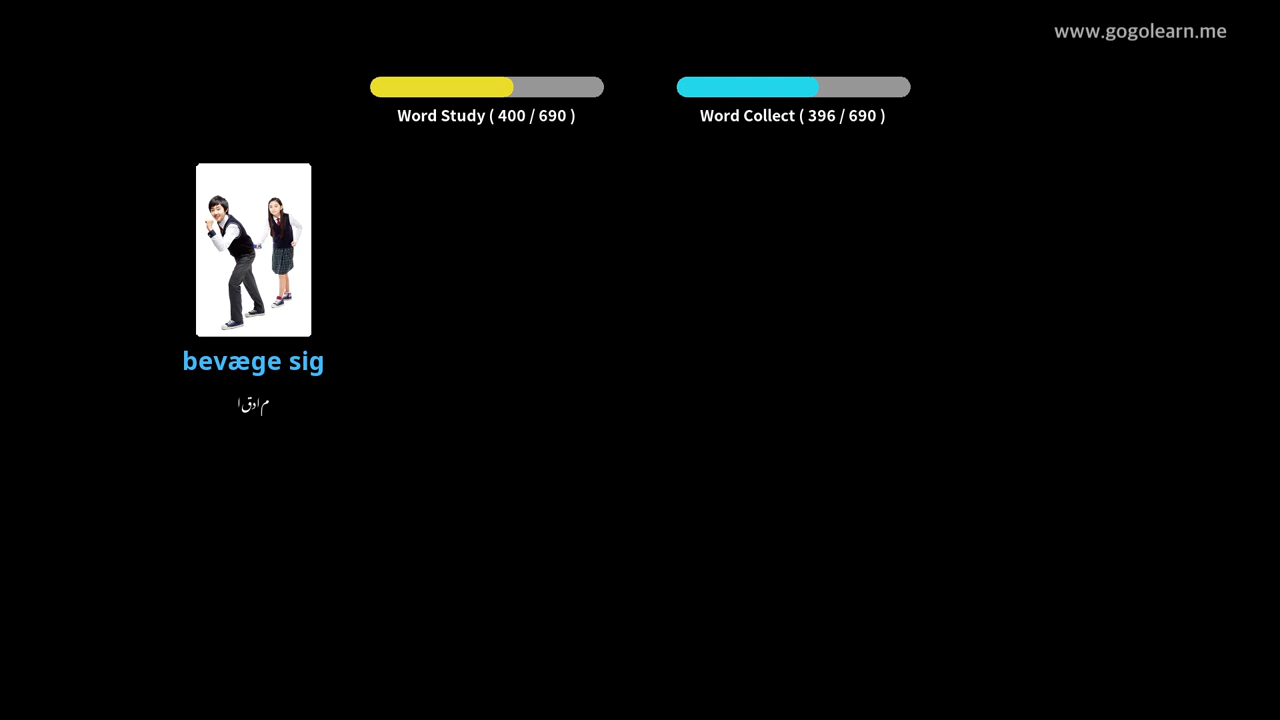 www.gogolearn.me
Word Study ( 400 / 690 )
Word Collect ( 396 / 690 )
bevæge sig
اقدام